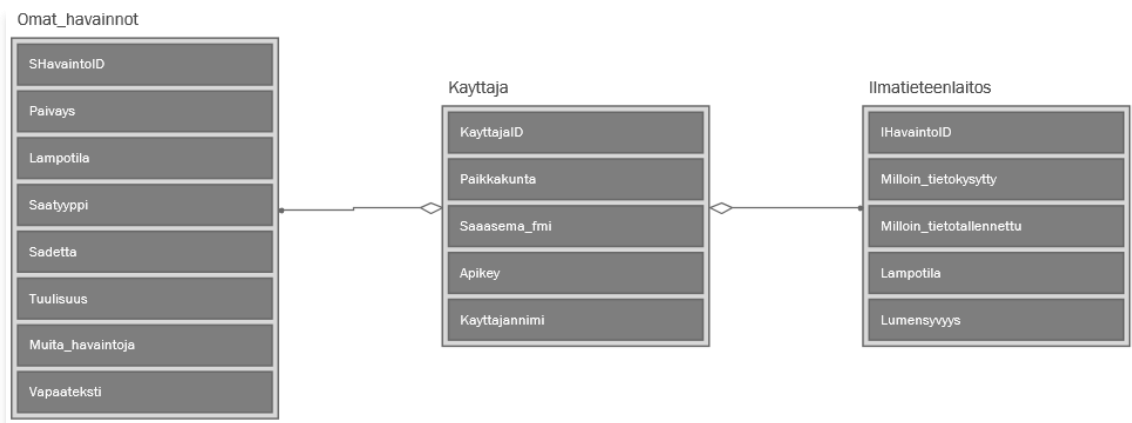 Omat_havainnot
SHavaintoID
Paivays
Lampotila
Saatyyppi
Sadetta
Tuulisuus
Muita_havaintoja
Vapaateksti
Kayttaja
KayttajaID
Paikkakunta
Saaasema_fmi
Apikey
Kayttajannimi
Ilmatieteenlaitos
IHavaintoID
Milloin_tietokysytty
Milloin_tietotallennettu
Lampotila
Lumensyvyys